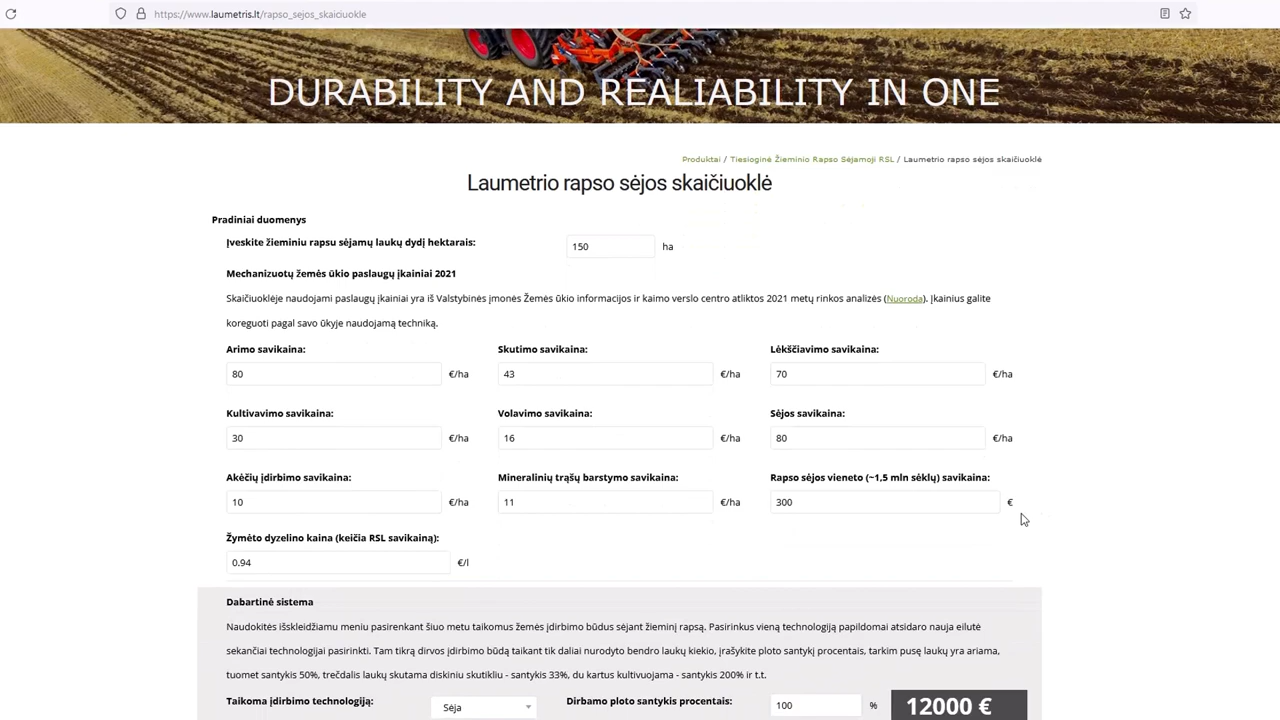 https://www.laumetris.lt/rapso_sejos_skaiciuokle
DURABILITY AND REALIABILITY IN ONE
Produktai / Tiesioginė Žieminio Rapso Sėjamoji RSL / Laumetrio rapso sėjos skaičiuoklė
Laumetrio rapso sėjos skaičiuoklė
Pradiniai duomenys
Įveskite žieminiu rapsu sėjamų laukų dydį hektarais:
150 ha
Mechanizuotų žemės ūkio paslaugų įkainiai 2021
Skaičiuoklėje naudojami paslaugų įkainiai yra iš Valstybinės įmonės Žemės ūkio informacijos ir kaimo verslo centro atliktos 2021 metų rinkos analizės (Nuoroda). Įkainius galite
koreguoti pagal savo ūkyje naudojamą techniką.
Arimo savikaina: Skutimo savikaina: Lėkščiavimo savikaina:
80 €/ha 43 €/ha 70 €/ha
Kultivavimo savikaina: Volavimo savikaina: Sėjos savikaina:
30 €/ha 16 €/ha 80 €/ha
Akėčių įdirbimo savikaina: Mineralinių trąšų barstymo savikaina: Rapso sėjos vieneto (~1,5 mln sėklų) savikaina:
10 €/ha 11 €/ha 300 €
Žymėto dyzelino kaina (keičia RSL savikainą):
0.94 €/l
Dabartinė sistema
Naudokitės išskleidžiamu meniu pasirenkant šiuo metu taikomus žemės įdirbimo būdus sėjant žieminį rapsą. Pasirinkus vieną technologiją papildomai atsidaro nauja eilutė
sekančiai technologijai pasirinkti. Tam tikrą dirvos įdirbimo būdą taikant tik daliai nurodyto bendro laukų kiekio, įrašykite ploto santykį procentais, tarkim pusę laukų yra ariama,
tuomet santykis 50%, trečdalis laukų skutama diskiniu skutikliu - santykis 33%, du kartus kultivuojama - santykis 200% ir t.t.
Taikoma įdirbimo technologiją: Sėja Dirbamo ploto santykis procentais: 100 % 12000 €